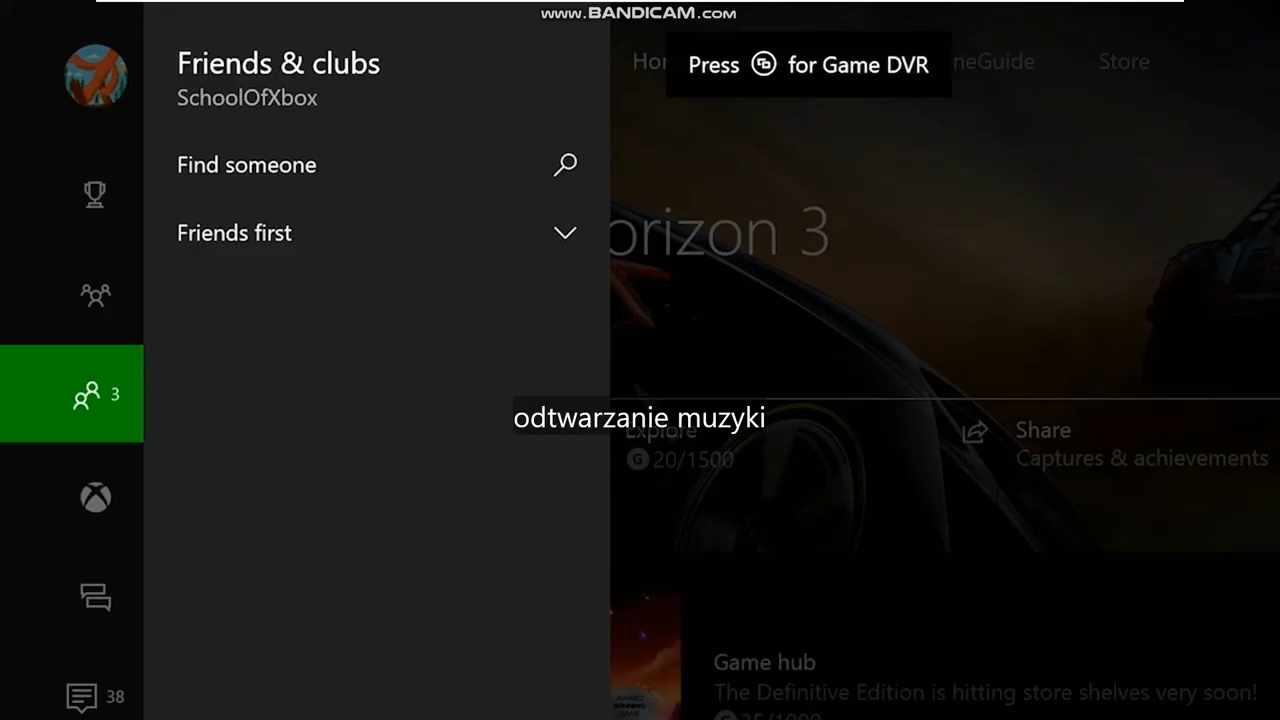 www.BANDICAM.com
Friends & clubs
SchoolOfXbox
Press for Game DVR
Store
Find someone
Friends first
orizon 3
3
odtwarzanie muzyki
Explore
20/1500
Share
Captures & achievements
38
Game hub
The Definitive Edition is hitting store shelves very soon!